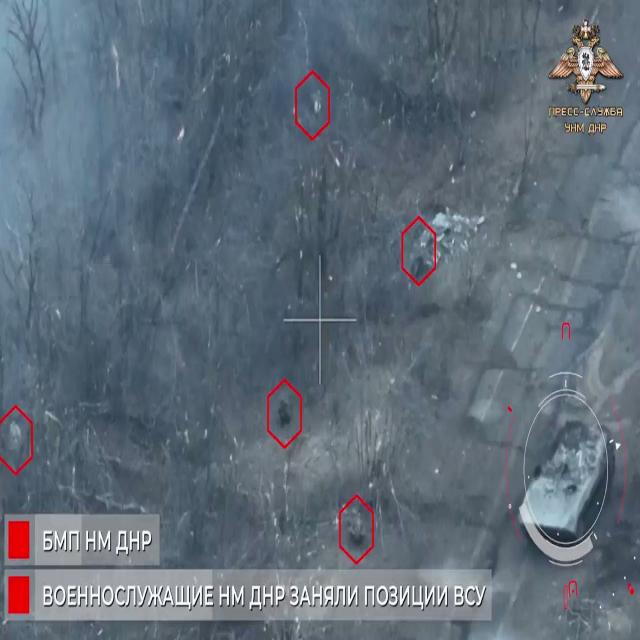 ПРЕСС-СЛУЖБА
УНМ ДНР
БМП НМ ДНР
ВОЕННОСЛУЖАЩИЕ НМ ДНР ЗАНЯЛИ ПОЗИЦИИ ВСУ